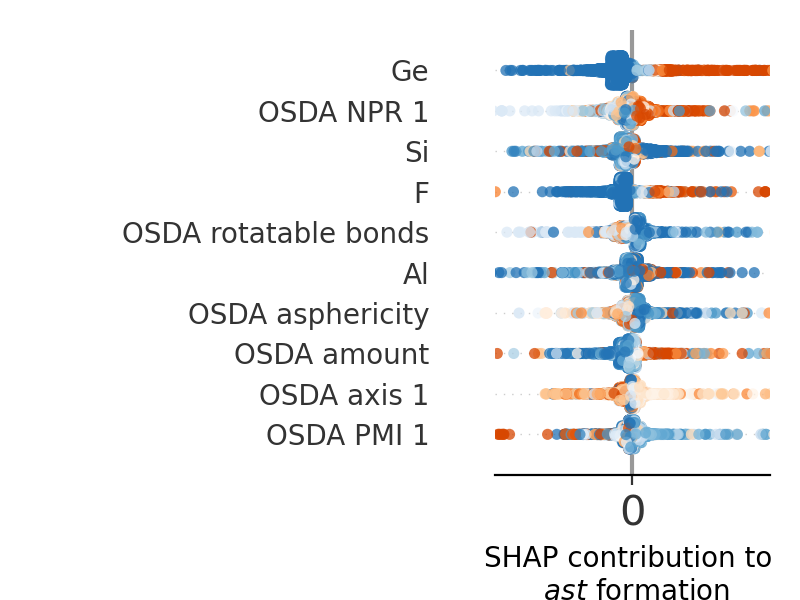 Ge
OSDA NPR 1
Si
F
OSDA rotatable bonds
Al
OSDA asphericity
OSDA amount
OSDA axis 1
OSDA PMI 1
0
SHAP contribution to
ast formation